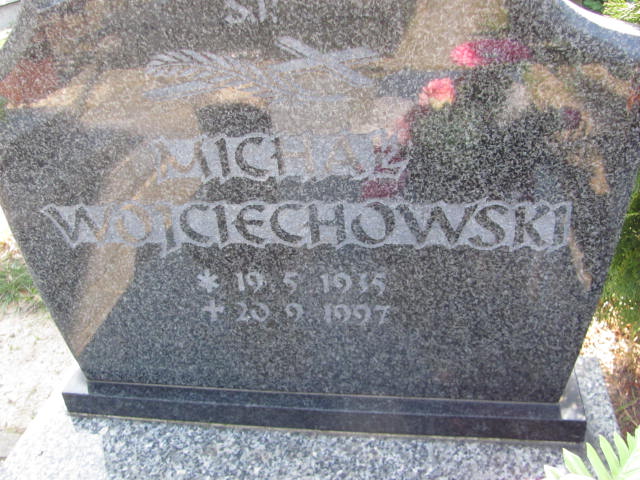 Ś.P.
MICHAŁ
WOJCIECHOWSKI
* 19.5.1935
+ 20.9.1997